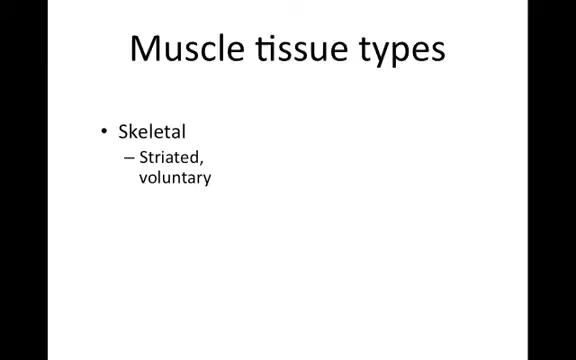 Muscle tissue types
• Skeletal
– Striated,
voluntary